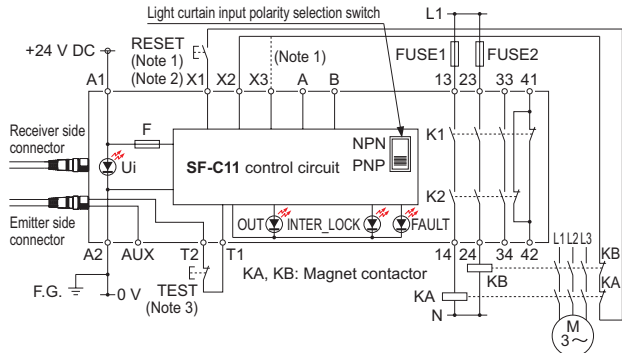 Light curtain input polarity selection switch
L1
+24 V DC
RESET
(Note 1)
(Note 2)
(Note 1)
FUSE1
FUSE2
A1
X1
X2
X3
A
B
13
23
33
41
Receiver side
connector
F
Ui
SF-C11 control circuit
NPN
PNP
K1
K2
Emitter side
connector
OUT
INTER_LOCK
FAULT
A2
AUX
T2
T1
14
24
34
42
L1
L2
L3
KA, KB: Magnet contactor
F.G.
0 V
TEST
(Note 3)
KB
KA
N
KB
KA
M
3~